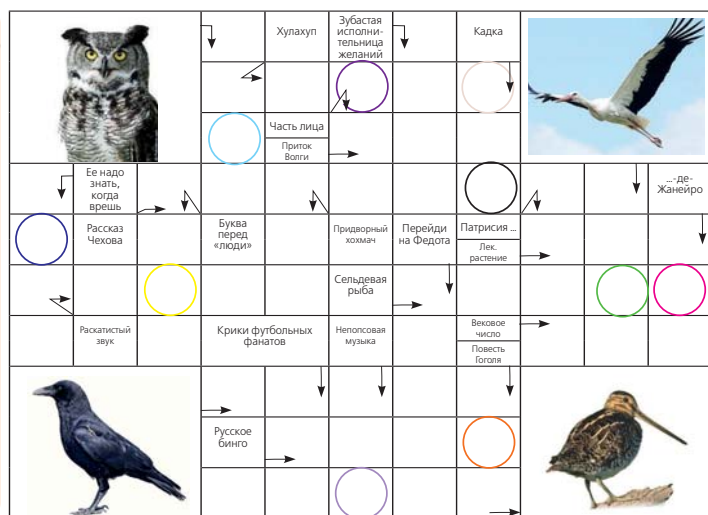 Хулахуп
Зубастая
исполни-
тельница
желаний
Кадка
Часть лица
Приток
Волги
Ее надо
знать,
когда
врешь
...-де-
Жанейро
Рассказ
Чехова
Буква
перед
«люди»
Придворный
хохмач
Перейди
на Федота
Патрисия ...
Лек.
растение
Сельдевая
рыба
Раскатистый
звук
Крики футбольных
фанатов
Непопсовая
музыка
Вековое
число
Повесть
Гоголя
Русское
бинго